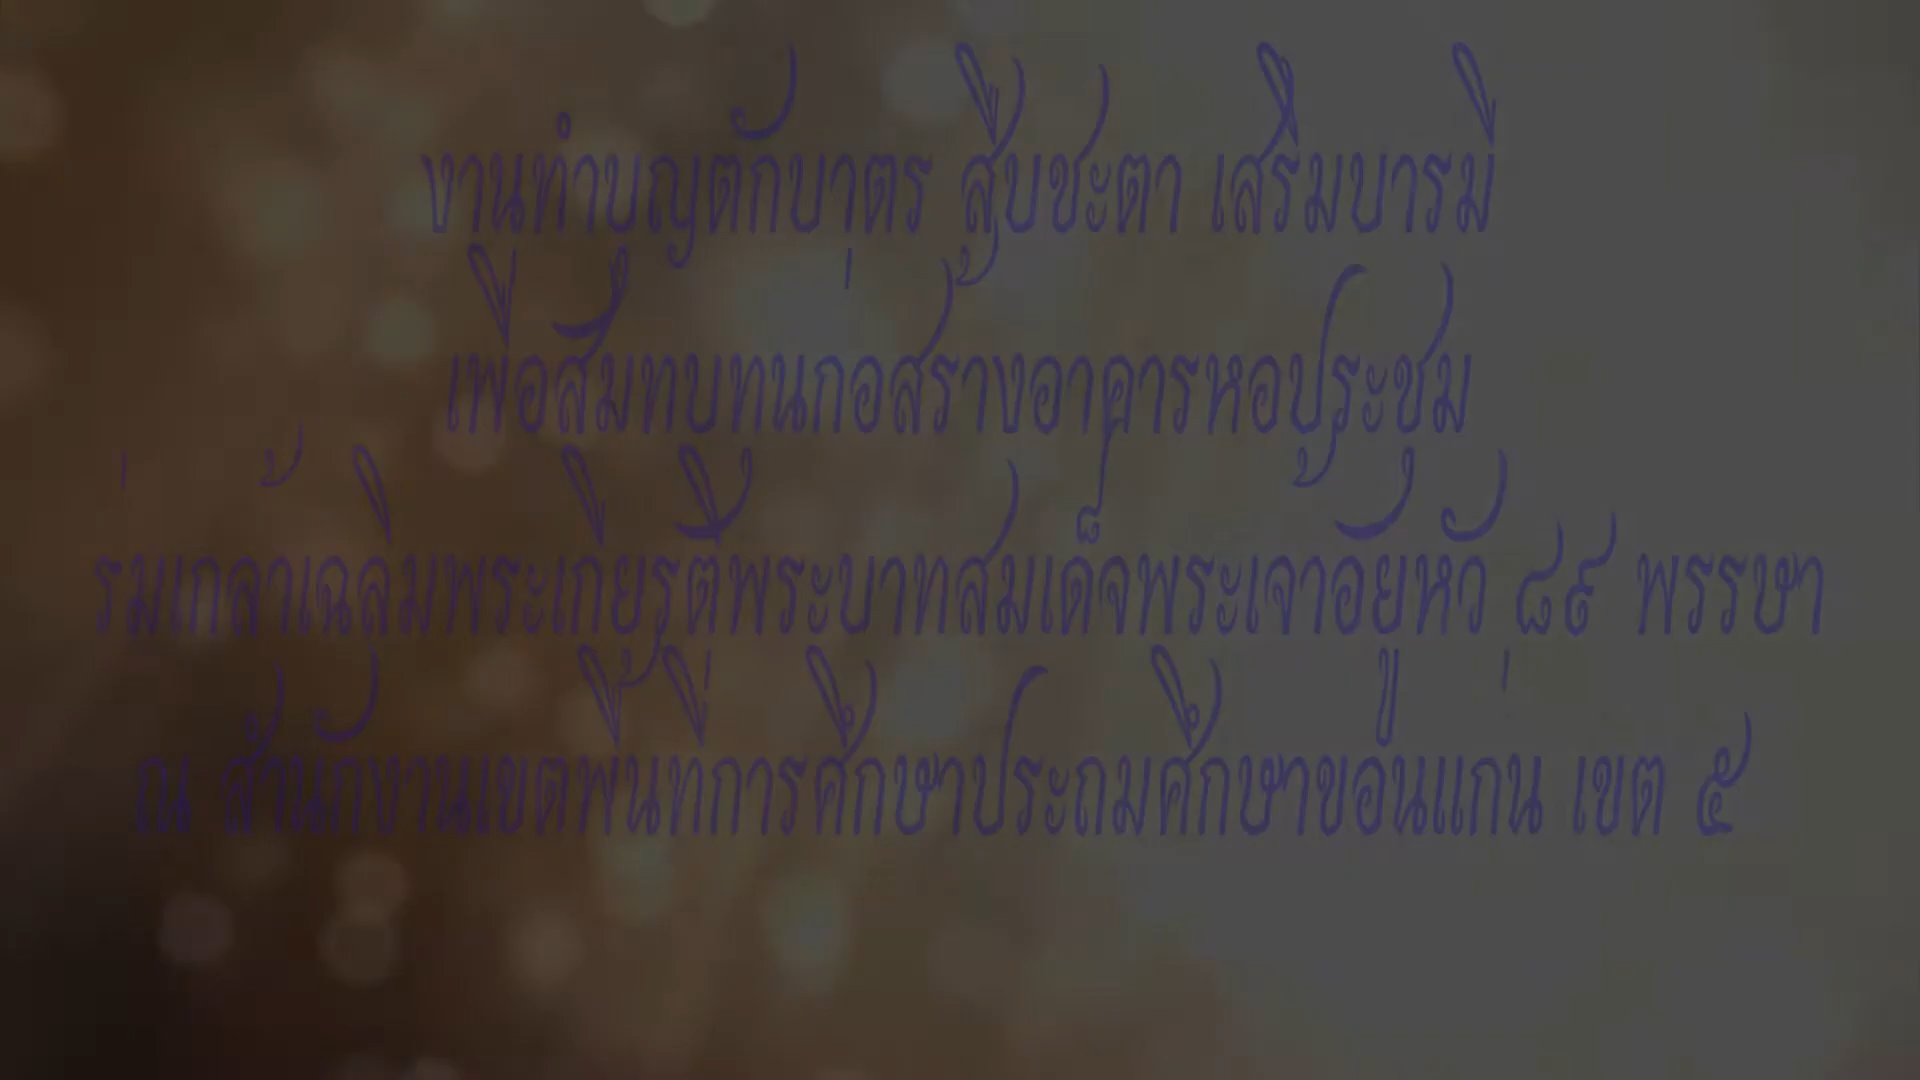 งานทำบุญตักบาตร สืบชะตา เสริมบารมี
เพื่อสมทบทุนก่อสร้างอาคารหอประชุม
ร่มเกล้าเฉลิมพระเกียรติพระบาทสมเด็จพระเจ้าอยู่หัว ๘๙ พรรษา
ณ สำนักงานเขตพื้นที่การศึกษาประถมศึกษาขอนแก่น เขต ๕